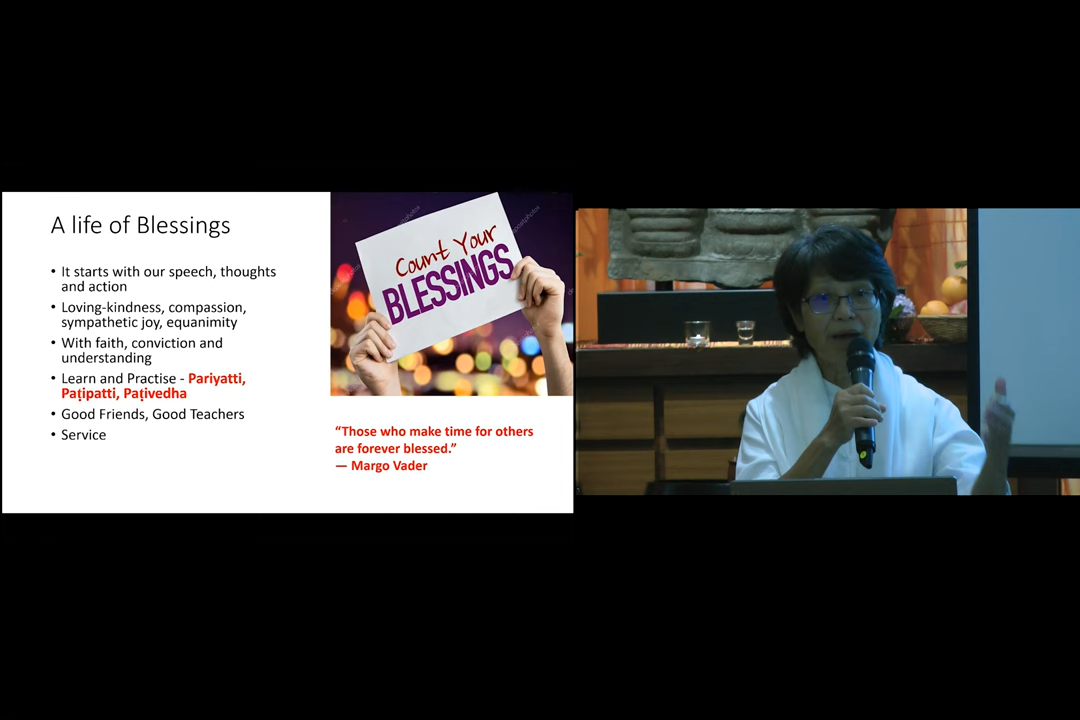 A life of Blessings
• It starts with our speech, thoughts
and action
• Loving-kindness, compassion,
sympathetic joy, equanimity
• With faith, conviction and
understanding
• Learn and Practise - Pariyatti,
Paṭipatti, Paṭivedha
• Good Friends, Good Teachers
• Service
Count Your
BLESSINGS
“Those who make time for others
are forever blessed.”
— Margo Vader